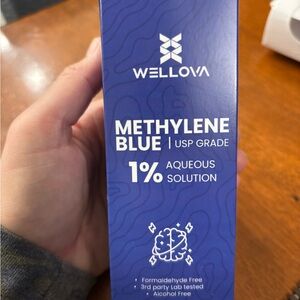 WELLOVA
METHYLENE
BLUE | USP GRADE
1% AQUEOUS
SOLUTION
• Formaldehyde Free
• 3rd party Lab tested
• Alcohol Free